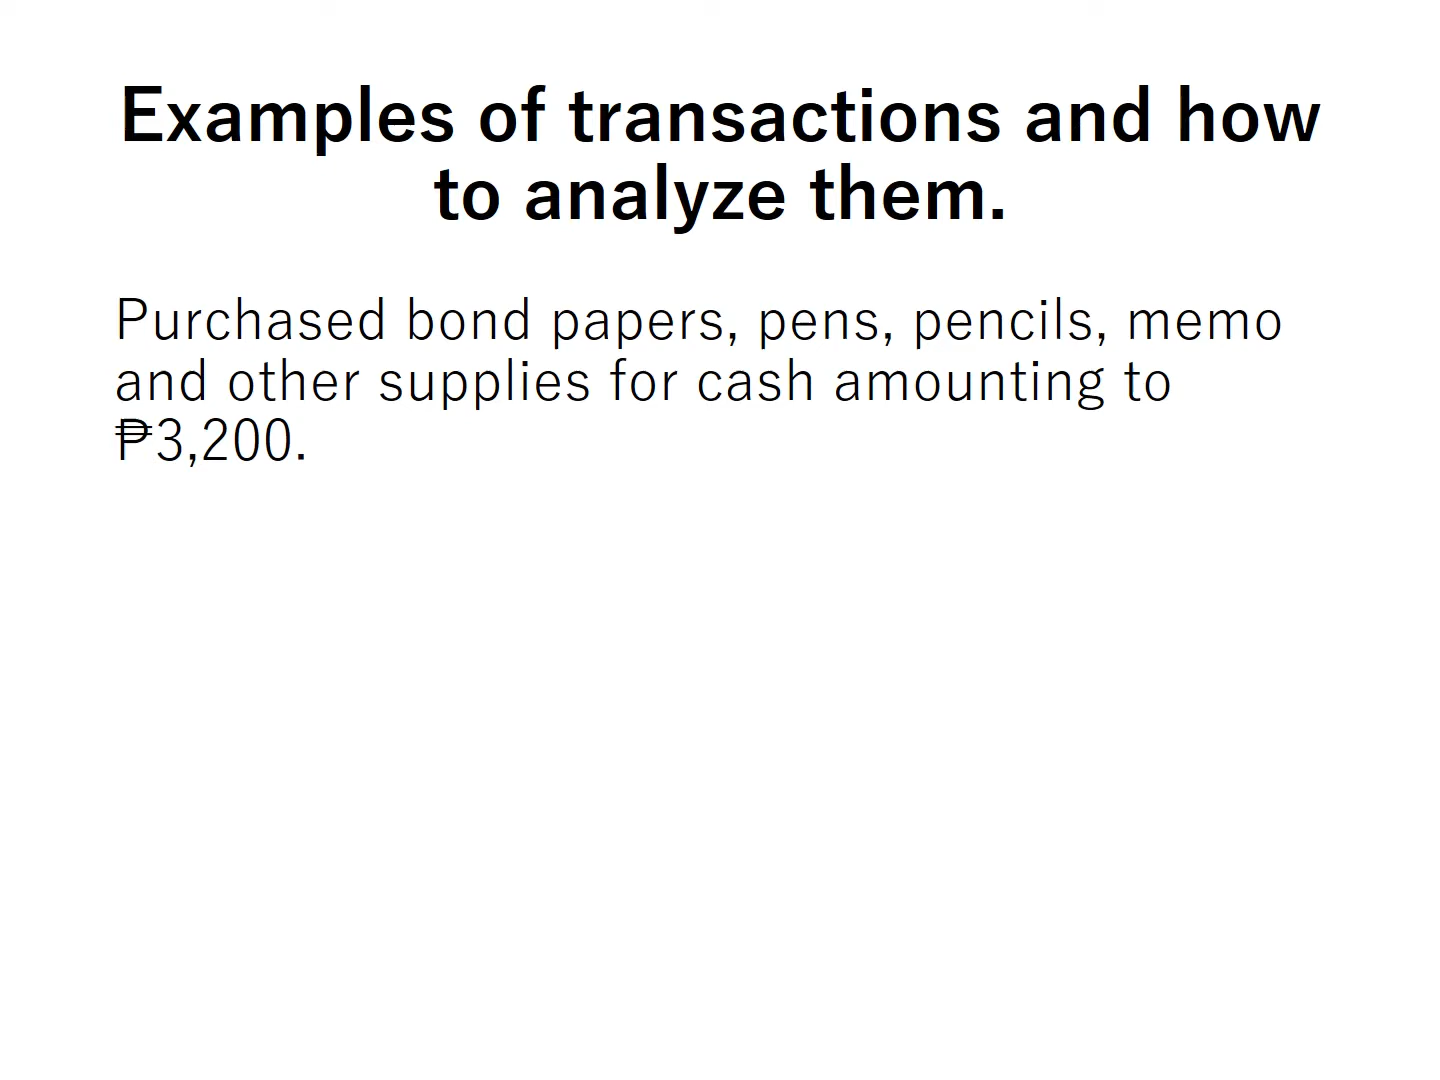 Examples of transactions and how
to analyze them.
Purchased bond papers, pens, pencils, memo
and other supplies for cash amounting to
₱3,200.